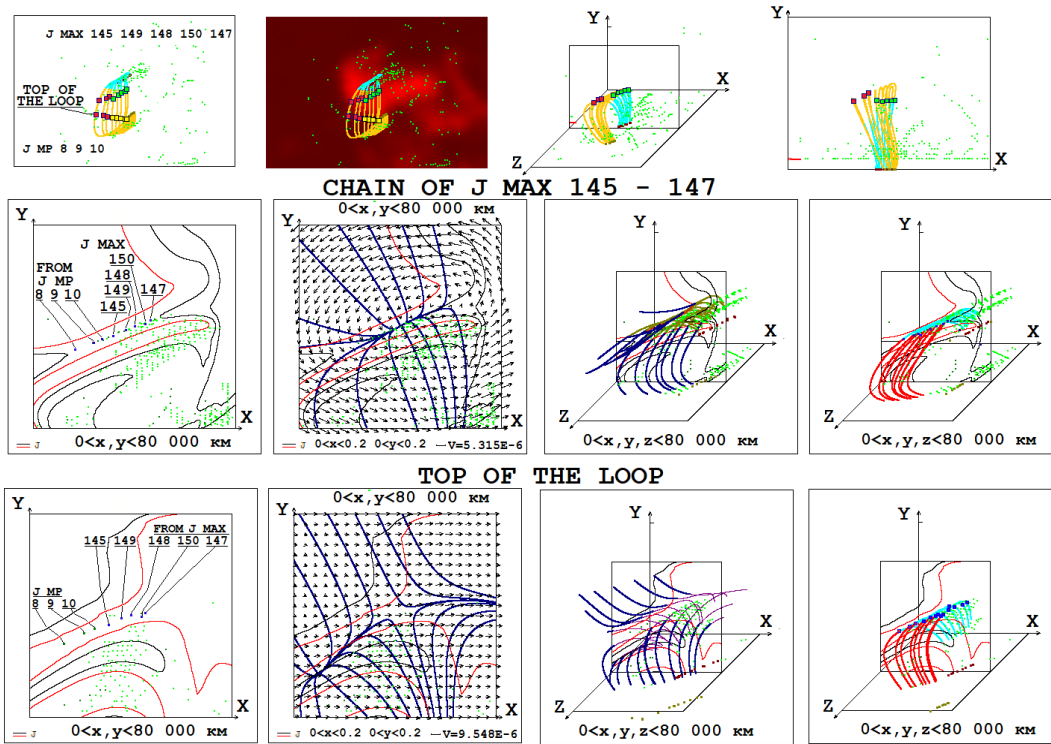 J MAX 145 149 148 150 147
TOP OF
THE LOOP
J MP 8 9 10
Y
X
Z
Y
X
CHAIN OF J MAX 145 - 147
Y
J MAX
150
148
149
145
147
FROM
J MP
8 9 10
X
J
0<x,y<80 000 км
0<x,y<80 000 км
Y
X
J 0<x<0.2 0<y<0.2 V=5.315E-6
Y
X
Z
0<x,y,z<80 000 км
Y
X
Z
0<x,y,z<80 000 км
TOP OF THE LOOP
Y
FROM J MAX
145 149 148 150 147
J MP
8 9 10
X
J
0<x,y<80 000 км
0<x,y<80 000 км
Y
X
J 0<x<0.2 0<y<0.2 V=9.548E-6
Y
X
Z
0<x,y,z<80 000 км
Y
X
Z
0<x,y,z<80 000 км